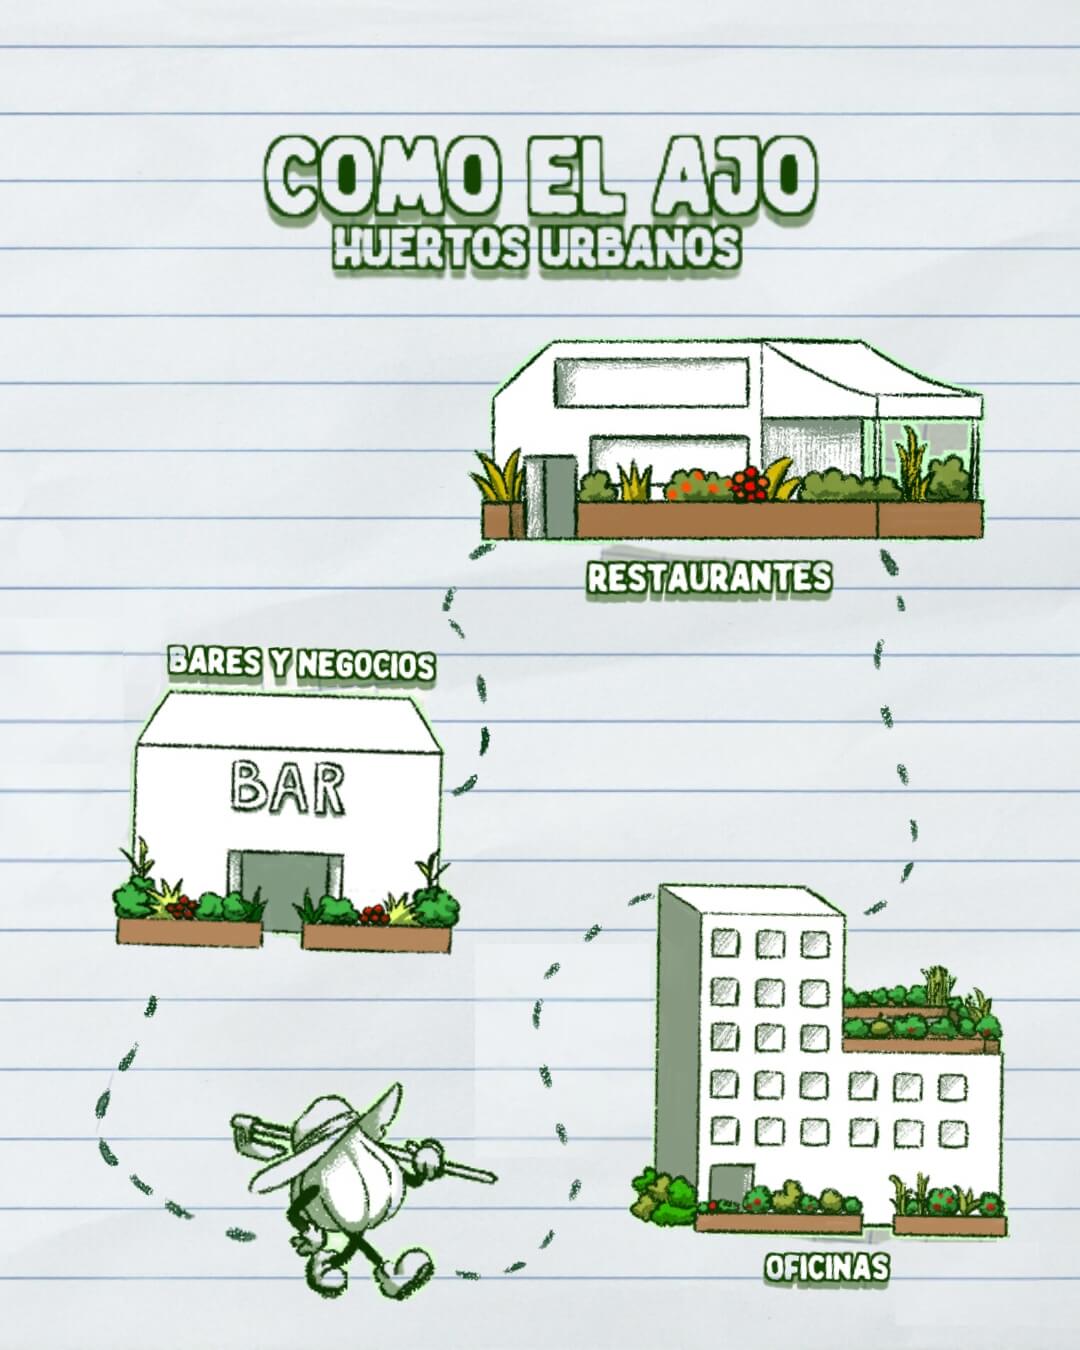 COMO EL AJO
HUERTOS URBANOS
RESTAURANTES
BARES Y NEGOCIOS
BAR
OFICINAS